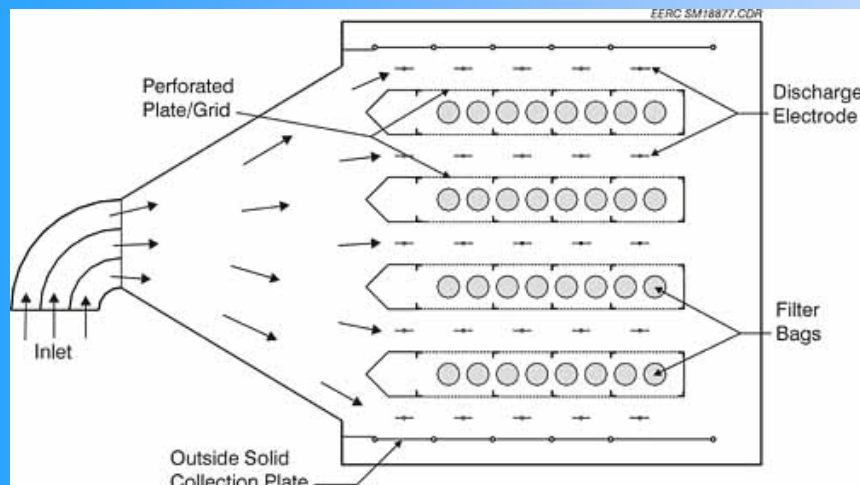 EERC SM18877.CDR
Perforated
Plate/Grid
Discharge
Electrode
Inlet
Filter
Bags
Outside Solid
Collection Plate